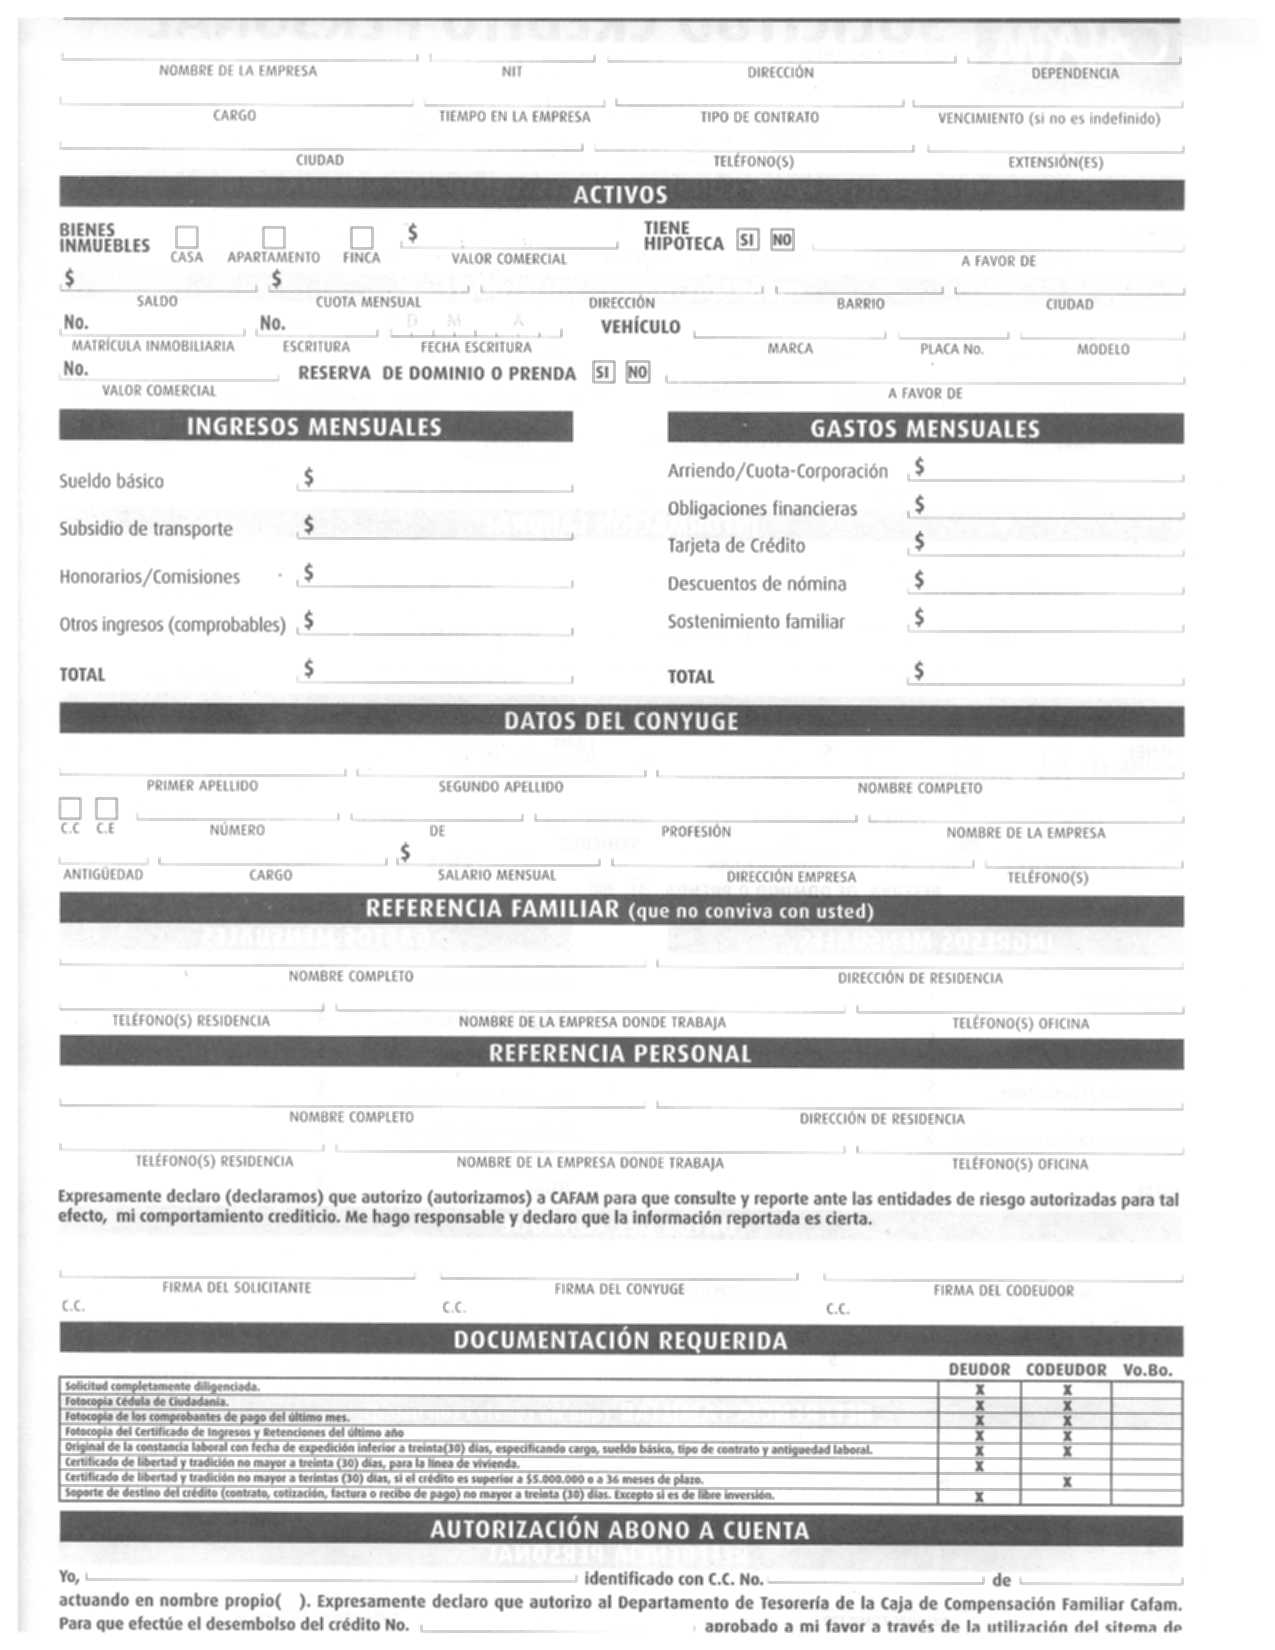 NOMBRE DE LA EMPRESA NIT DIRECCIÓN DEPENDENCIA
CARGO TIEMPO EN LA EMPRESA TIPO DE CONTRATO VENCIMIENTO (si no es indefinido)
CIUDAD TELÉFONO(S) EXTENSIÓN(ES)
ACTIVOS
BIENES INMUEBLES CASA APARTAMENTO FINCA $ VALOR COMERCIAL TIENE HIPOTECA SI NO A FAVOR DE
$ SALDO $ CUOTA MENSUAL DIRECCIÓN BARRIO CIUDAD
No. MATRÍCULA INMOBILIARIA No. ESCRITURA D M A FECHA ESCRITURA VEHÍCULO MARCA PLACA No. MODELO
No. VALOR COMERCIAL RESERVA DE DOMINIO O PRENDA SI NO A FAVOR DE
INGRESOS MENSUALES
Sueldo básico $
Subsidio de transporte $
Honorarios/Comisiones $
Otros ingresos (comprobables) $
TOTAL $
GASTOS MENSUALES
Arriendo/Cuota-Corporación $
Obligaciones financieras $
Tarjeta de Crédito $
Descuentos de nómina $
Sostenimiento familiar $
TOTAL $
DATOS DEL CONYUGE
PRIMER APELLIDO SEGUNDO APELLIDO NOMBRE COMPLETO
C.C C.E NÚMERO DE PROFESIÓN NOMBRE DE LA EMPRESA
ANTIGÜEDAD CARGO $ SALARIO MENSUAL DIRECCIÓN EMPRESA TELÉFONO(S)
REFERENCIA FAMILIAR (que no conviva con usted)
NOMBRE COMPLETO DIRECCIÓN DE RESIDENCIA
TELÉFONO(S) RESIDENCIA NOMBRE DE LA EMPRESA DONDE TRABAJA TELÉFONO(S) OFICINA
REFERENCIA PERSONAL
NOMBRE COMPLETO DIRECCIÓN DE RESIDENCIA
TELÉFONO(S) RESIDENCIA NOMBRE DE LA EMPRESA DONDE TRABAJA TELÉFONO(S) OFICINA
Expresamente declaro (declaramos) que autorizo (autorizamos) a CAFAM para que consulte y reporte ante las entidades de riesgo autorizadas para tal
efecto, mi comportamiento crediticio. Me hago responsable y declaro que la información reportada es cierta.
FIRMA DEL SOLICITANTE FIRMA DEL CONYUGE FIRMA DEL CODEUDOR
C.C. C.C. C.C.
DOCUMENTACIÓN REQUERIDA
DEUDOR CODEUDOR Vo.Bo.
Solicitud completamente diligenciada. X X
Fotocopia Cédula de Ciudadanía. X X
Fotocopia de los comprobantes de pago del último mes. X X
Fotocopia del Certificado de Ingresos y Retenciones del último año X X
Original de la constancia laboral con fecha de expedición inferior a treinta(30) días, especificando cargo, sueldo básico, tipo de contrato y antiguedad laboral. X X
Certificado de libertad y tradición no mayor a treinta (30) días, para la línea de vivienda. X
Certificado de libertad y tradición no mayor a terintas (30) días, si el crédito es superior a $5.000.000 o a 36 meses de plazo. X
Soporte de destino del crédito (contrato, cotización, factura o recibo de pago) no mayor a treinta (30) días. Excepto si es de libre inversión. X
AUTORIZACIÓN ABONO A CUENTA
Yo, identificado con C.C. No. de
actuando en nombre propio( ). Expresamente declaro que autorizo al Departamento de Tesorería de la Caja de Compensación Familiar Cafam.
Para que efectúe el desembolso del crédito No. aprobado a mi favor a través de la utilización del sitema de